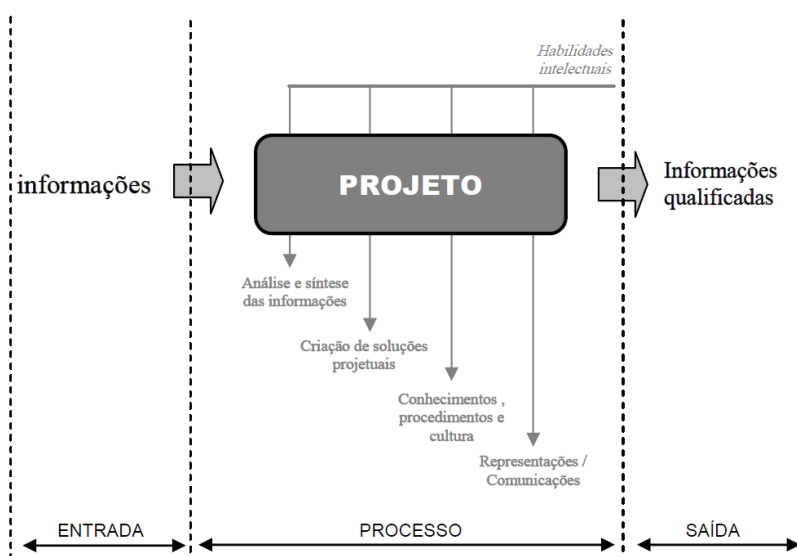 Habilidades
intelectuais
informações
PROJETO
Informações
qualificadas
Análise e síntese
das informações
Criação de soluções
projetuais
Conhecimentos ,
procedimentos e
cultura
Representações /
Comunicações
ENTRADA
PROCESSO
SAÍDA